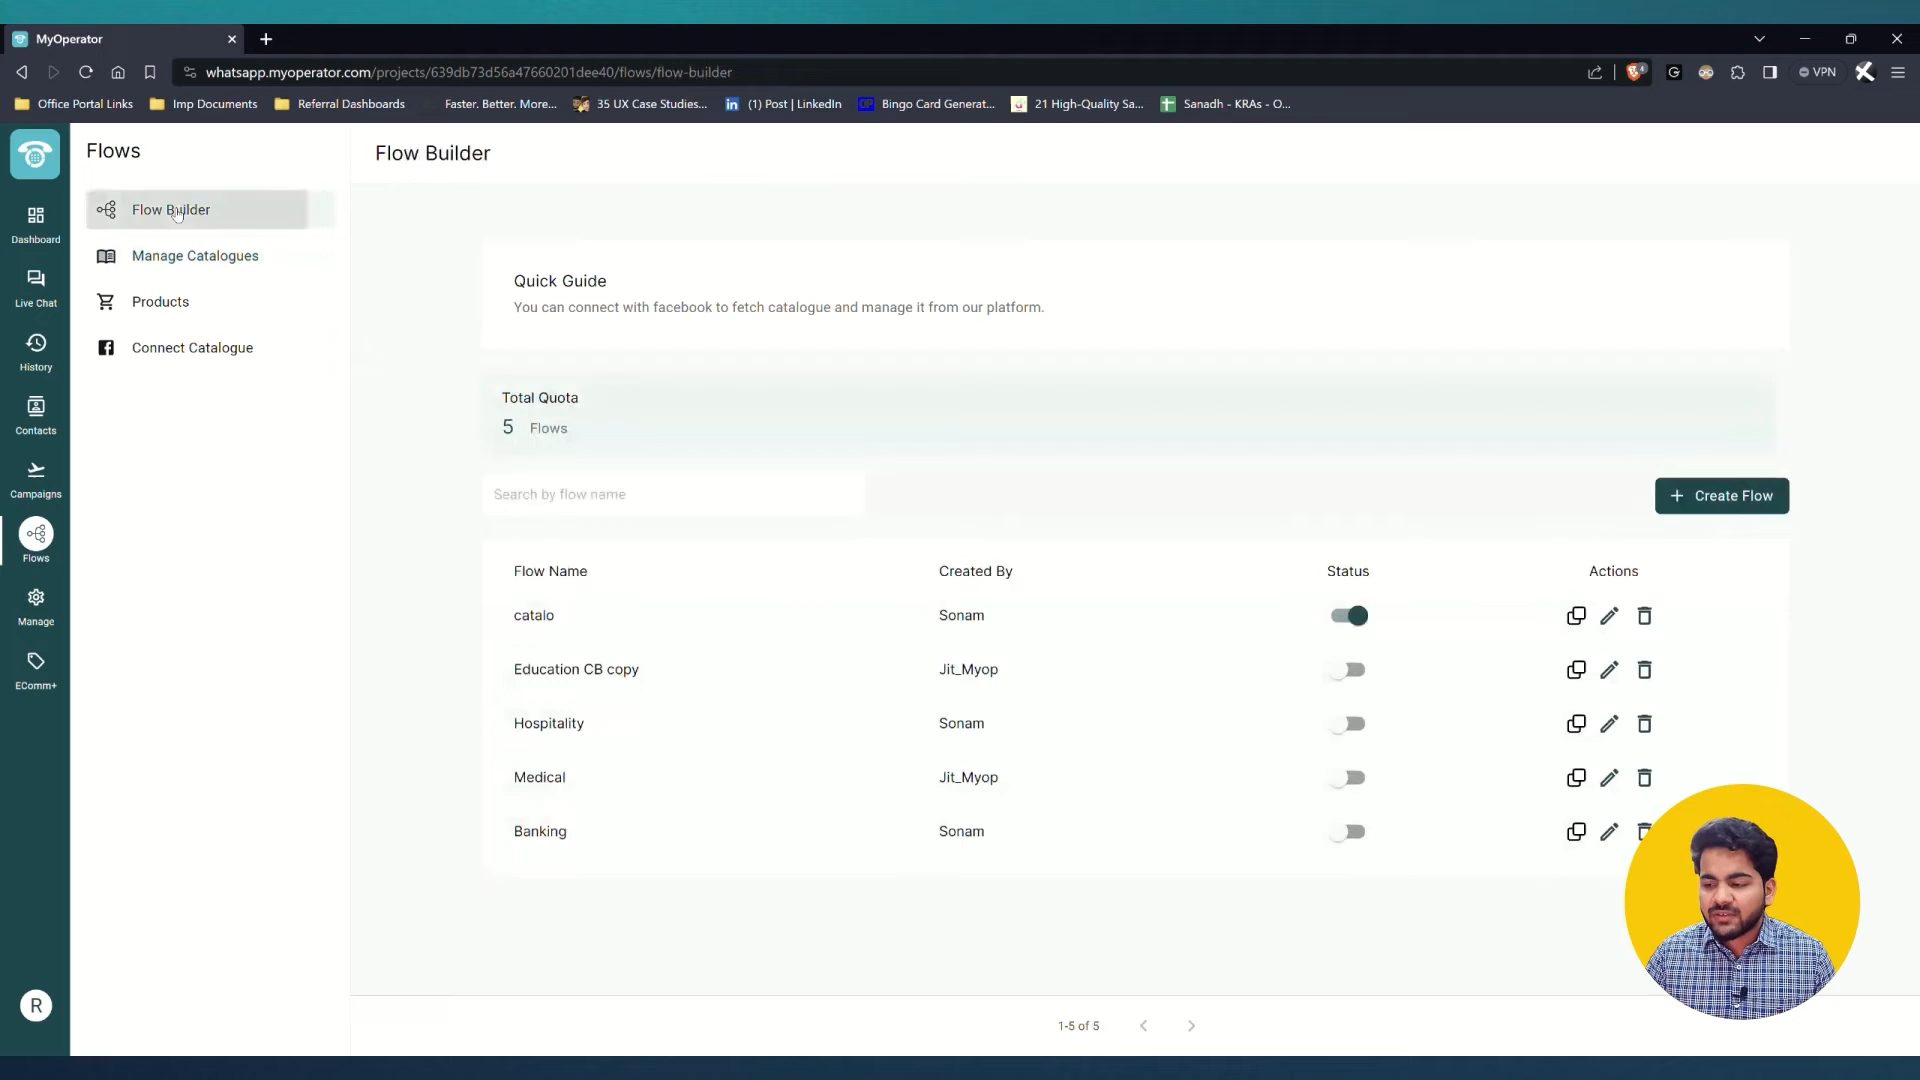 MyOperator
whatsapp.myoperator.com/projects/639db73d56a47660201dee40/flows/flow-builder
4
VPN
Office Portal Links
Imp Documents
Referral Dashboards
Faster. Better. More...
35 UX Case Studies...
(1) Post | LinkedIn
Bingo Card Generat...
21 High-Quality Sa...
Sanadh - KRAs - O...
Dashboard
Live Chat
History
Contacts
Campaigns
Flows
Manage
EComm+
R
Flows
Flow Builder
Manage Catalogues
Products
Connect Catalogue
Flow Builder
Quick Guide
You can connect with facebook to fetch catalogue and manage it from our platform.
Total Quota
5 Flows
Search by flow name
+ Create Flow
Flow Name Created By Status Actions
catalo Sonam
Education CB copy Jit_Myop
Hospitality Sonam
Medical Jit_Myop
Banking Sonam
1-5 of 5